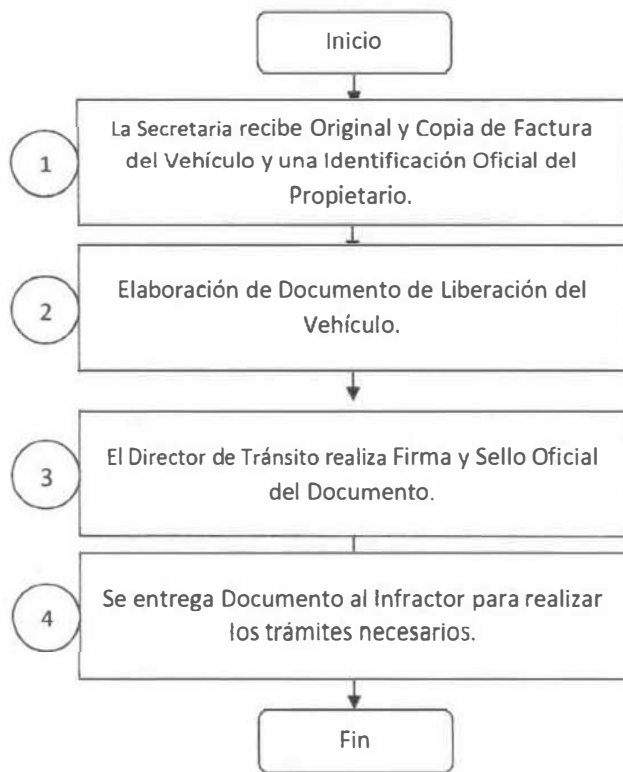 Inicio
1
La Secretaria recibe Original y Copia de Factura
del Vehículo y una Identificación Oficial del
Propietario.
2
Elaboración de Documento de Liberación del
Vehículo.
3
El Director de Tránsito realiza Firma y Sello Oficial
del Documento.
4
Se entrega Documento al Infractor para realizar
los trámites necesarios.
Fin